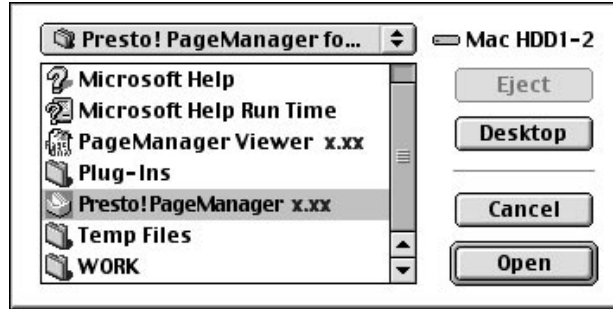 Presto! PageManager fo...
Mac HDD1-2
Microsoft Help
Microsoft Help Run Time
PageManager Viewer x.xx
Plug-Ins
Presto!PageManager x.xx
Temp Files
WORK
Eject
Desktop
Cancel
Open